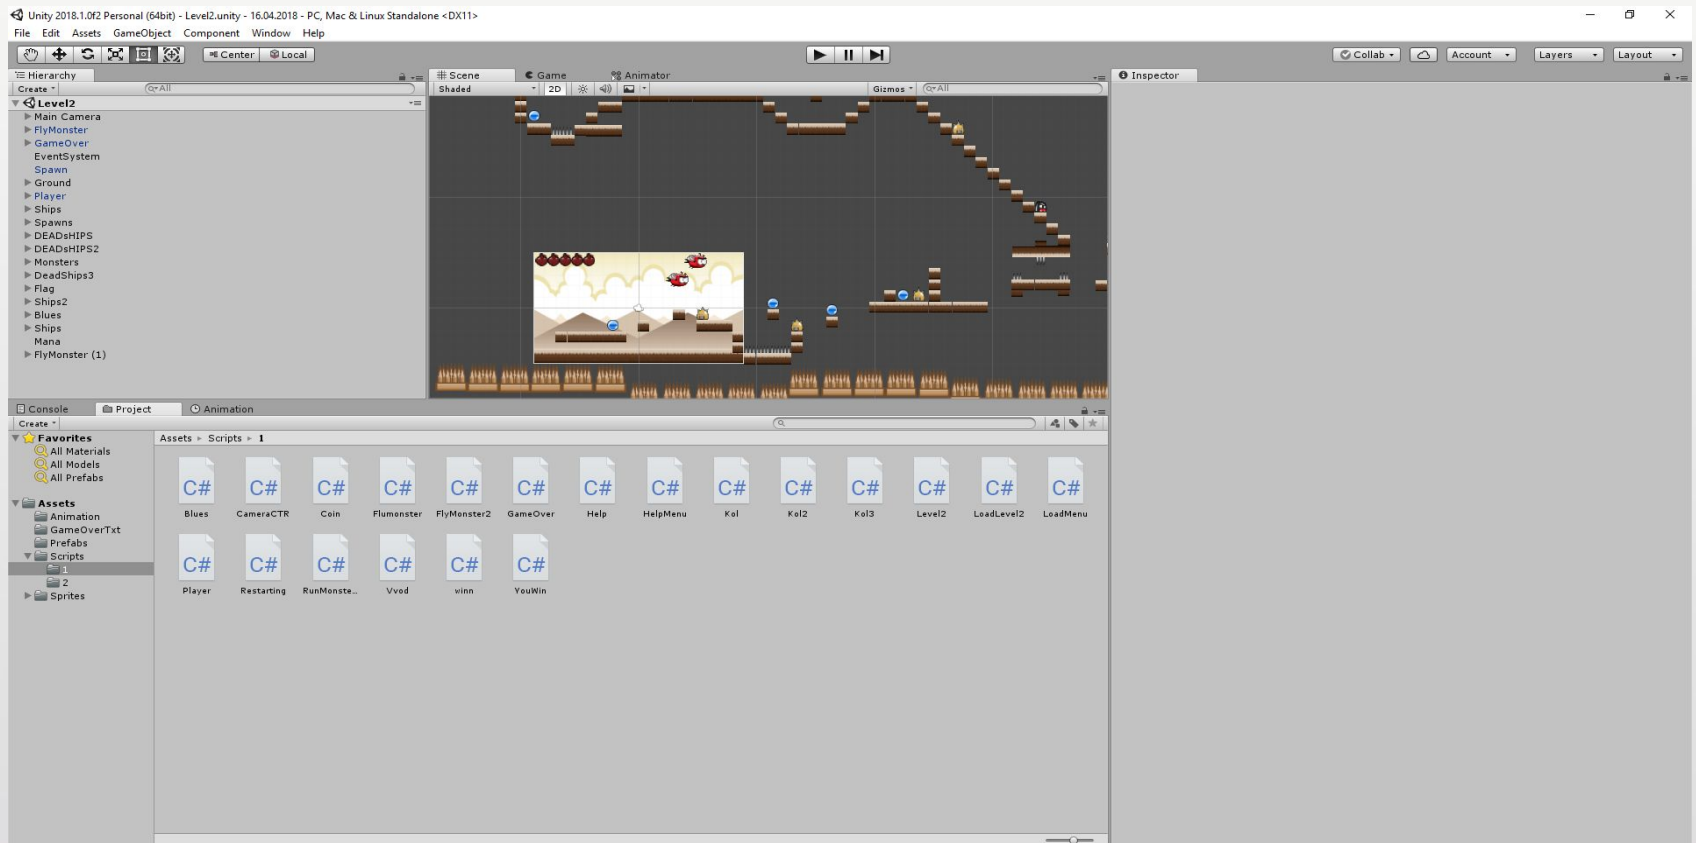 Unity 2018.1.0f2 Personal (64bit) - Level2.unity - 16.04.2018 - PC, Mac & Linux Standalone <DX11>
File Edit Assets GameObject Component Window Help
Center Local Collab Account Layers Layout
Hierarchy
Create All
Level2
Main Camera
FlyMonster
GameOver
EventSystem
Spawn
Ground
Player
Ships
Spawns
DEADsHIPS
DEADsHIPS2
Monsters
DeadShips3
Flag
Ships2
Blues
Ships
Mana
FlyMonster (1)
Scene Game Animator
Shaded 2D Gizmos All
Inspector
Console Project Animation
Create
Favorites
All Materials
All Models
All Prefabs
Assets
Animation
GameOverTxt
Prefabs
Scripts
1
2
Sprites
Assets Scripts 1
C# C# C# C# C# C# C# C# C# C# C# C# C# C#
Blues CameraCTR Coin Flumonster FlyMonster2 GameOver Help HelpMenu Kol Kol2 Kol3 Level2 LoadLevel2 LoadMenu
C# C# C# C# C# C#
Player Restarting RunMonste... Vvod winn YouWin